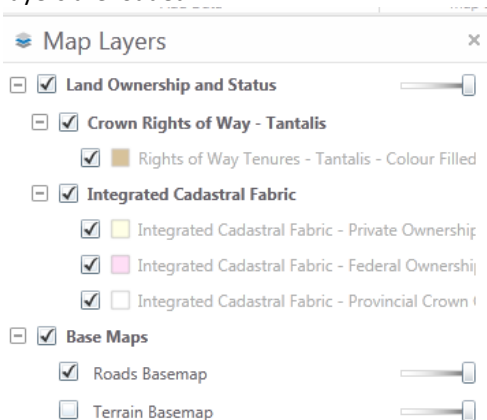 Map Layers
Land Ownership and Status
Crown Rights of Way - Tantalis
Rights of Way Tenures - Tantalis - Colour Filled
Integrated Cadastral Fabric
Integrated Cadastral Fabric - Private Ownership
Integrated Cadastral Fabric - Federal Ownership
Integrated Cadastral Fabric - Provincial Crown
Base Maps
Roads Basemap
Terrain Basemap